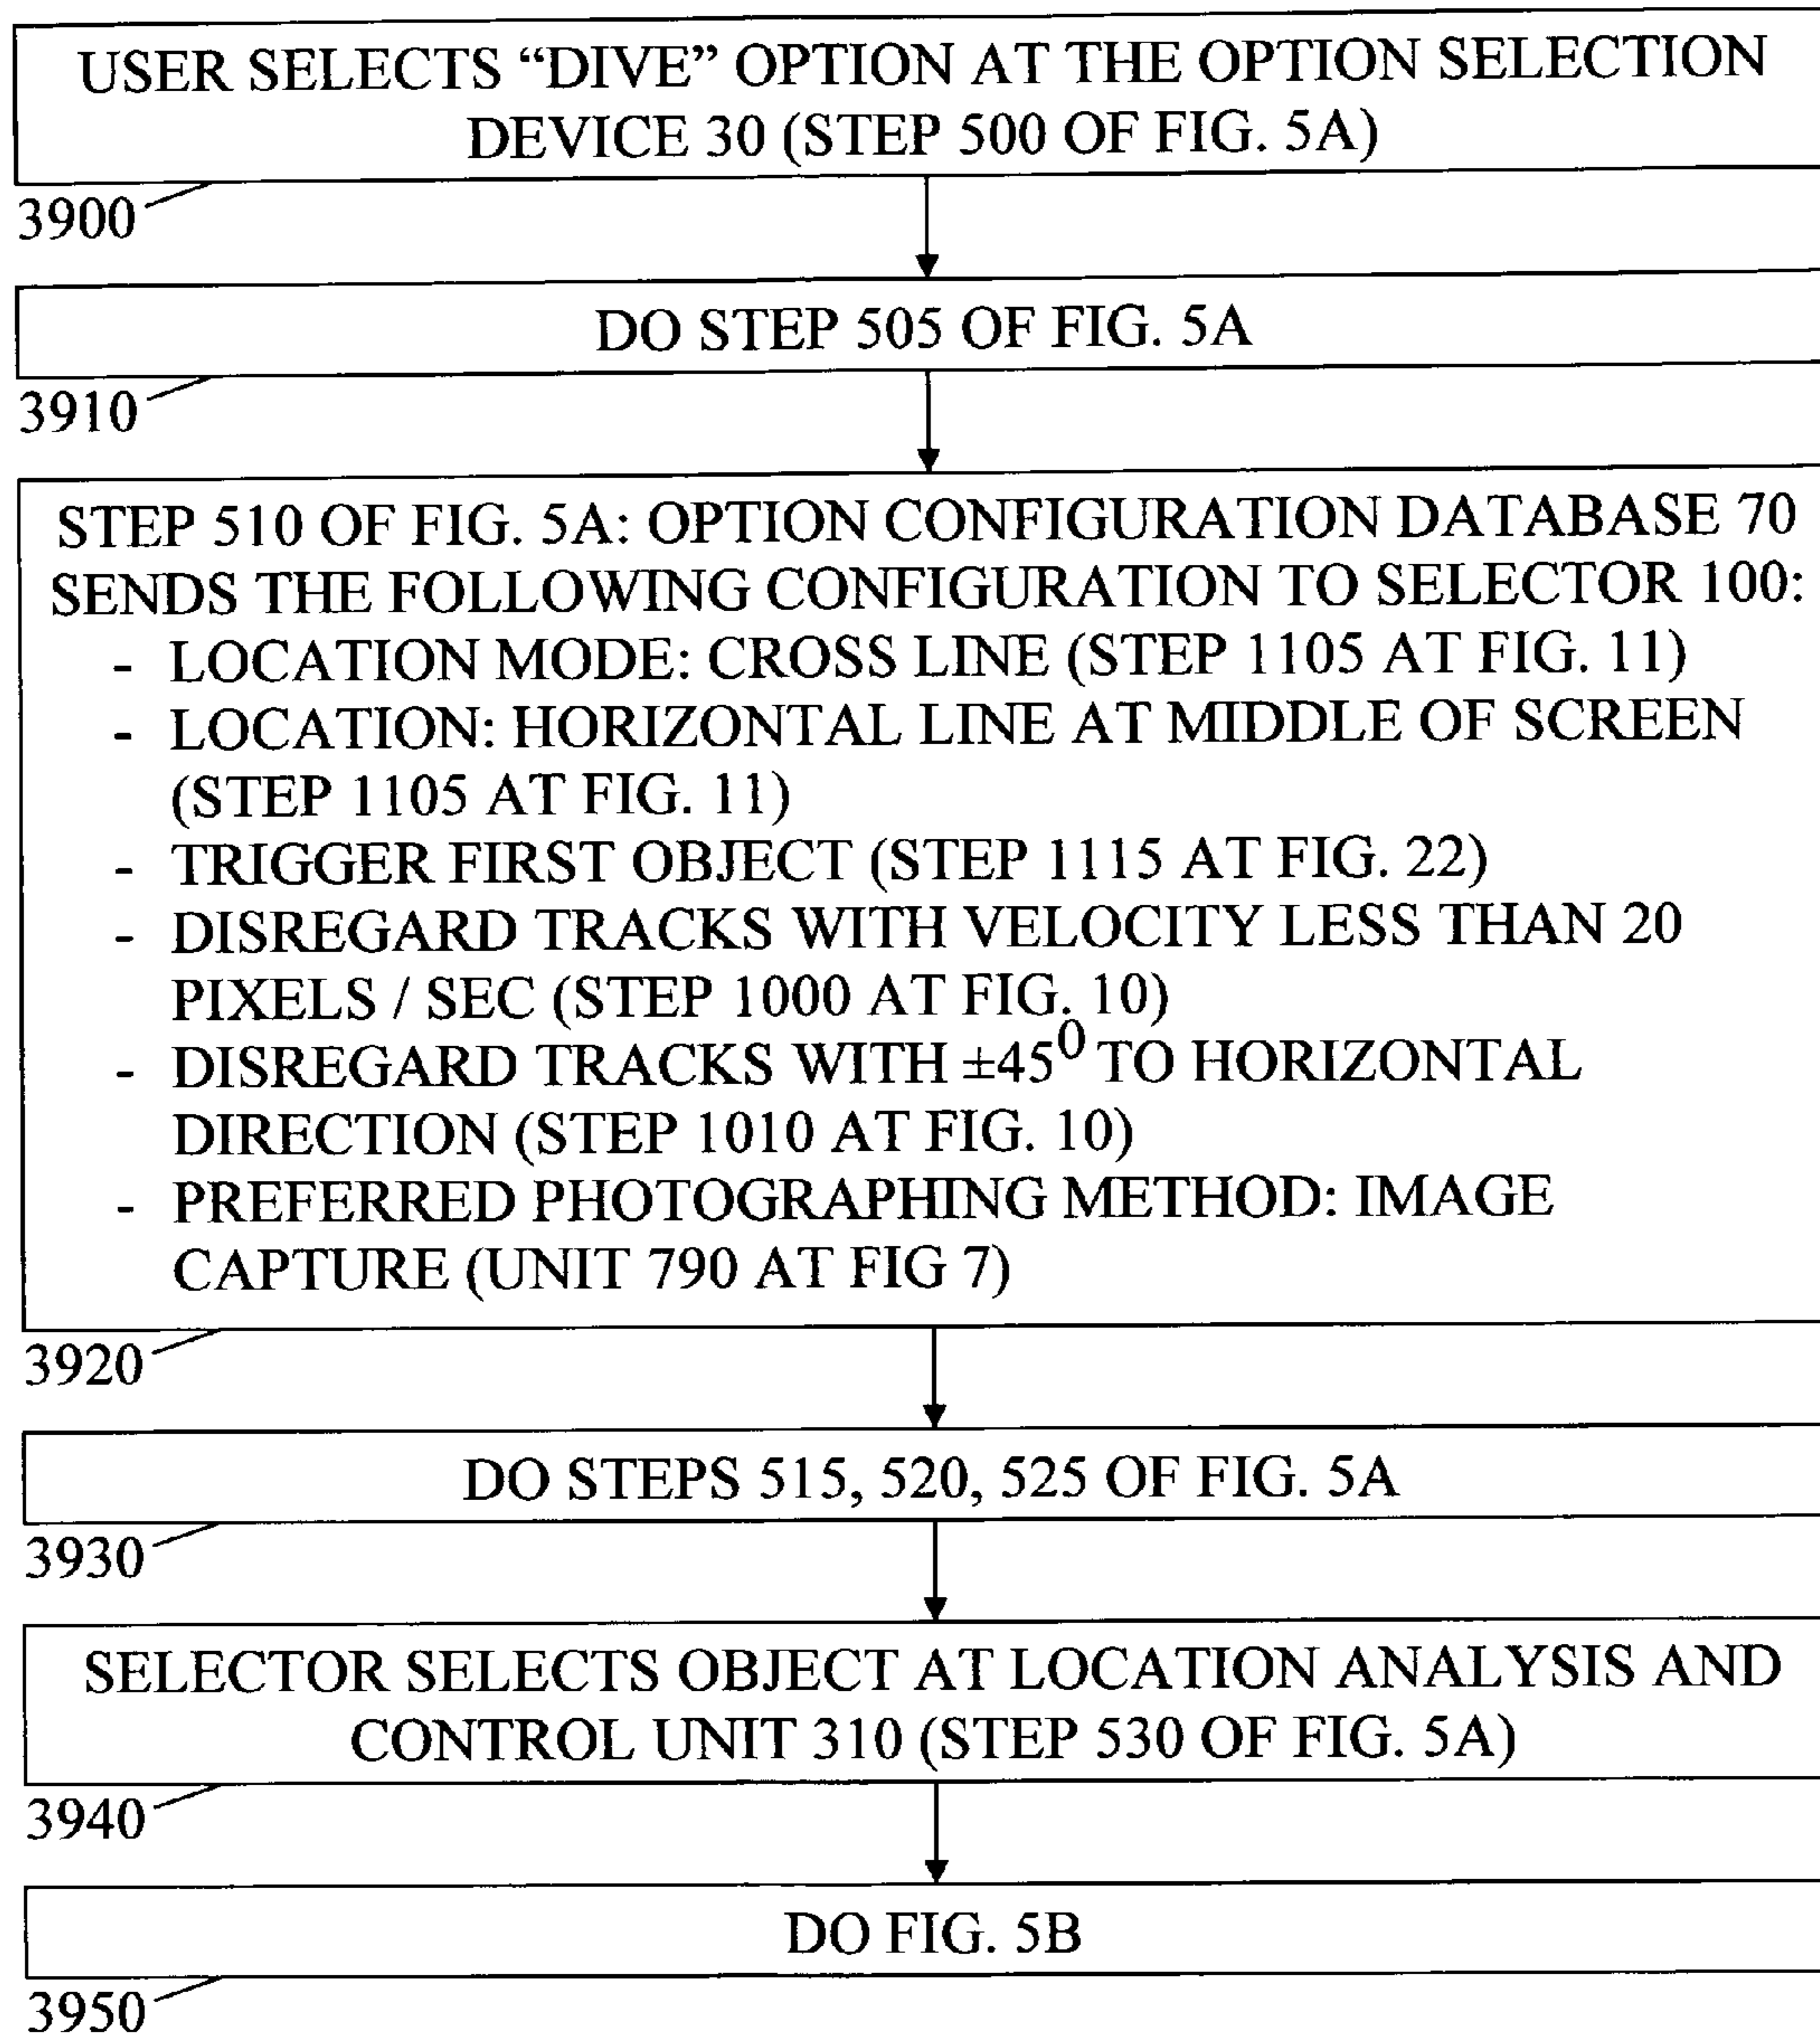 USER SELECTS “DIVE” OPTION AT THE OPTION SELECTION
DEVICE 30 (STEP 500 OF FIG. 5A)
3900
DO STEP 505 OF FIG. 5A
3910
STEP 510 OF FIG. 5A: OPTION CONFIGURATION DATABASE 70
SENDS THE FOLLOWING CONFIGURATION TO SELECTOR 100:
- LOCATION MODE: CROSS LINE (STEP 1105 AT FIG. 11)
- LOCATION: HORIZONTAL LINE AT MIDDLE OF SCREEN
(STEP 1105 AT FIG. 11)
- TRIGGER FIRST OBJECT (STEP 1115 AT FIG. 22)
- DISREGARD TRACKS WITH VELOCITY LESS THAN 20
PIXELS / SEC (STEP 1000 AT FIG. 10)
- DISREGARD TRACKS WITH ±45⁰ TO HORIZONTAL
DIRECTION (STEP 1010 AT FIG. 10)
- PREFERRED PHOTOGRAPHING METHOD: IMAGE
CAPTURE (UNIT 790 AT FIG 7)
3920
DO STEPS 515, 520, 525 OF FIG. 5A
3930
SELECTOR SELECTS OBJECT AT LOCATION ANALYSIS AND
CONTROL UNIT 310 (STEP 530 OF FIG. 5A)
3940
DO FIG. 5B
3950